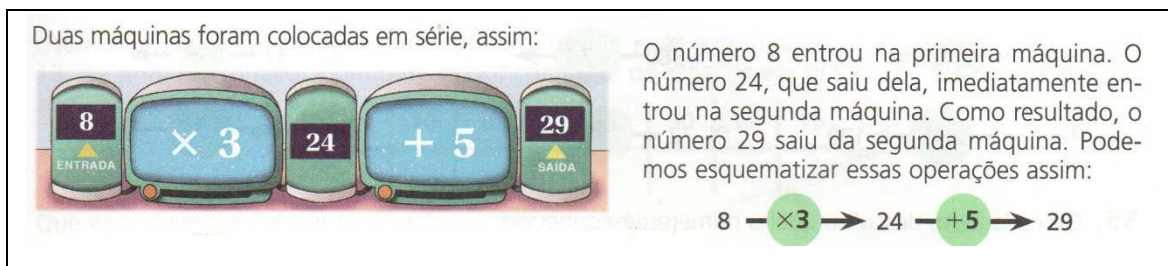 Duas máquinas foram colocadas em série, assim:
8
ENTRADA
× 3
24
+ 5
29
SAÍDA
O número 8 entrou na primeira máquina. O
número 24, que saiu dela, imediatamente en-
trou na segunda máquina. Como resultado, o
número 29 saiu da segunda máquina. Pode-
mos esquematizar essas operações assim:
8 — ×3 → 24 — +5 → 29